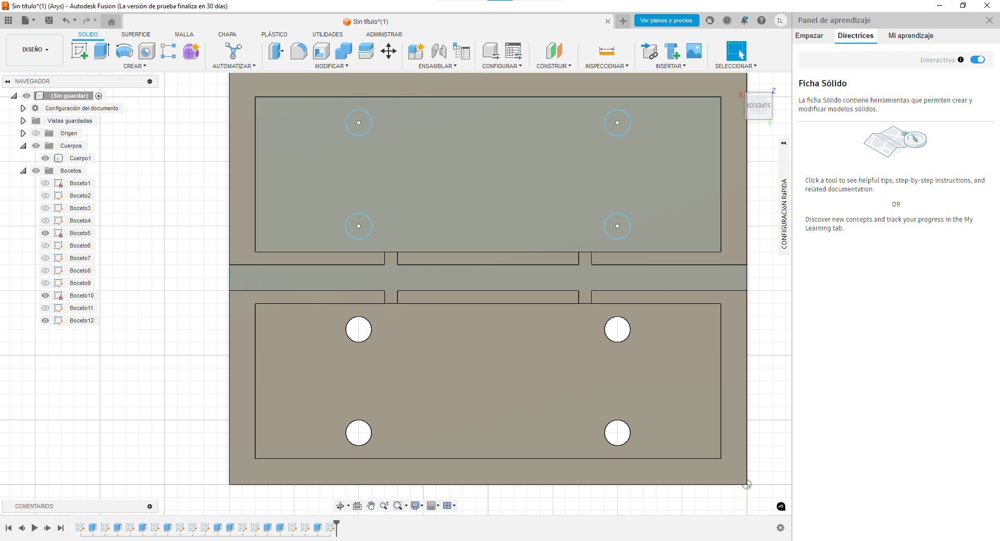 Sin título*(1) (Arys) - Autodesk Fusion (La versión de prueba finaliza en 30 días)
Sin título*(1)
Ver planes y precios
IL
Panel de aprendizaje
DISEÑO
SOLIDO
SUPERFICIE
MALLA
CHAPA
PLÁSTICO
UTILIDADES
ADMINISTRAR
CREAR
AUTOMATIZAR
MODIFICAR
ENSAMBLAR
CONFIGURAR
CONSTRUIR
INSPECCIONAR
INSERTAR
SELECCIONAR
Empezar
Directrices
Mi aprendizaje
Interactivo
Ficha Sólido
La ficha Sólido contiene herramientas que permiten crear y
modificar modelos sólidos.
Click a tool to see helpful tips, step-by-step instructions, and
related documentation.
OR
Discover new concepts and track your progress in the My
Learning tab.
NAVEGADOR
(Sin guardar)
Configuración del documento
Vistas guardadas
Origen
Cuerpos
Cuerpo1
Bocetos
Boceto1
Boceto2
Boceto3
Boceto4
Boceto5
Boceto6
Boceto7
Boceto8
Boceto9
Boceto10
Boceto11
Boceto12
X
Z
SUPERIOR
Y
CONFIGURACIóN RáPIDA
COMENTARIOS